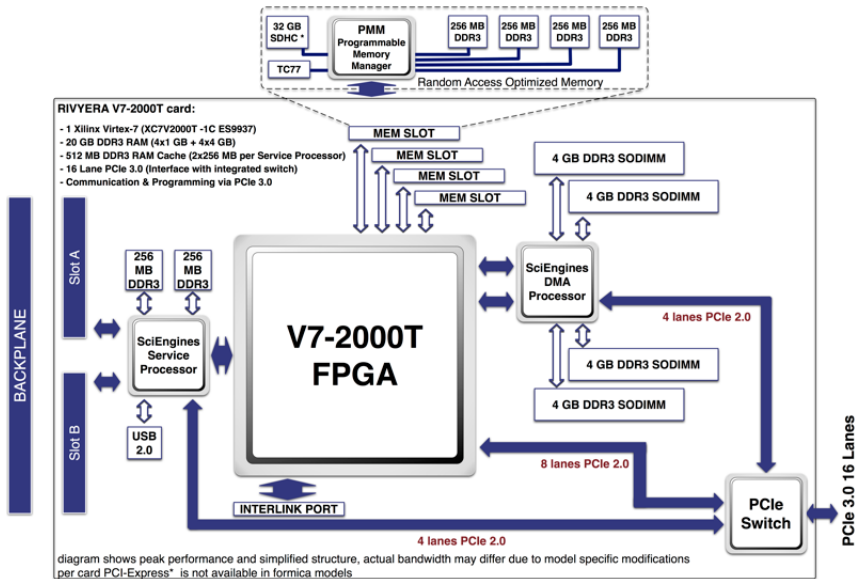 32 GB
SDHC *
TC77
PMM
Programmable
Memory
Manager
256 MB
DDR3
256 MB
DDR3
256 MB
DDR3
256 MB
DDR3
Random Access Optimized Memory
RIVYERA V7-2000T card:
- 1 Xilinx Virtex-7 (XC7V2000T -1C ES9937)
- 20 GB DDR3 RAM (4x1 GB + 4x4 GB)
- 512 MB DDR3 RAM Cache (2x256 MB per Service Processor)
- 16 Lane PCIe 3.0 (Interface with integrated switch)
- Communication & Programming via PCIe 3.0
MEM SLOT
MEM SLOT
MEM SLOT
MEM SLOT
4 GB DDR3 SODIMM
4 GB DDR3 SODIMM
BACKPLANE
Slot A
Slot B
256
MB
DDR3
256
MB
DDR3
SciEngines
Service
Processor
USB
2.0
V7-2000T
FPGA
INTERLINK PORT
SciEngines
DMA
Processor
4 lanes PCIe 2.0
4 GB DDR3 SODIMM
4 GB DDR3 SODIMM
8 lanes PCIe 2.0
4 lanes PCIe 2.0
PCIe
Switch
PCIe 3.0 16 Lanes
diagram shows peak performance and simplified structure, actual bandwidth may differ due to model specific modifications
per card PCI-Express* is not available in formica models